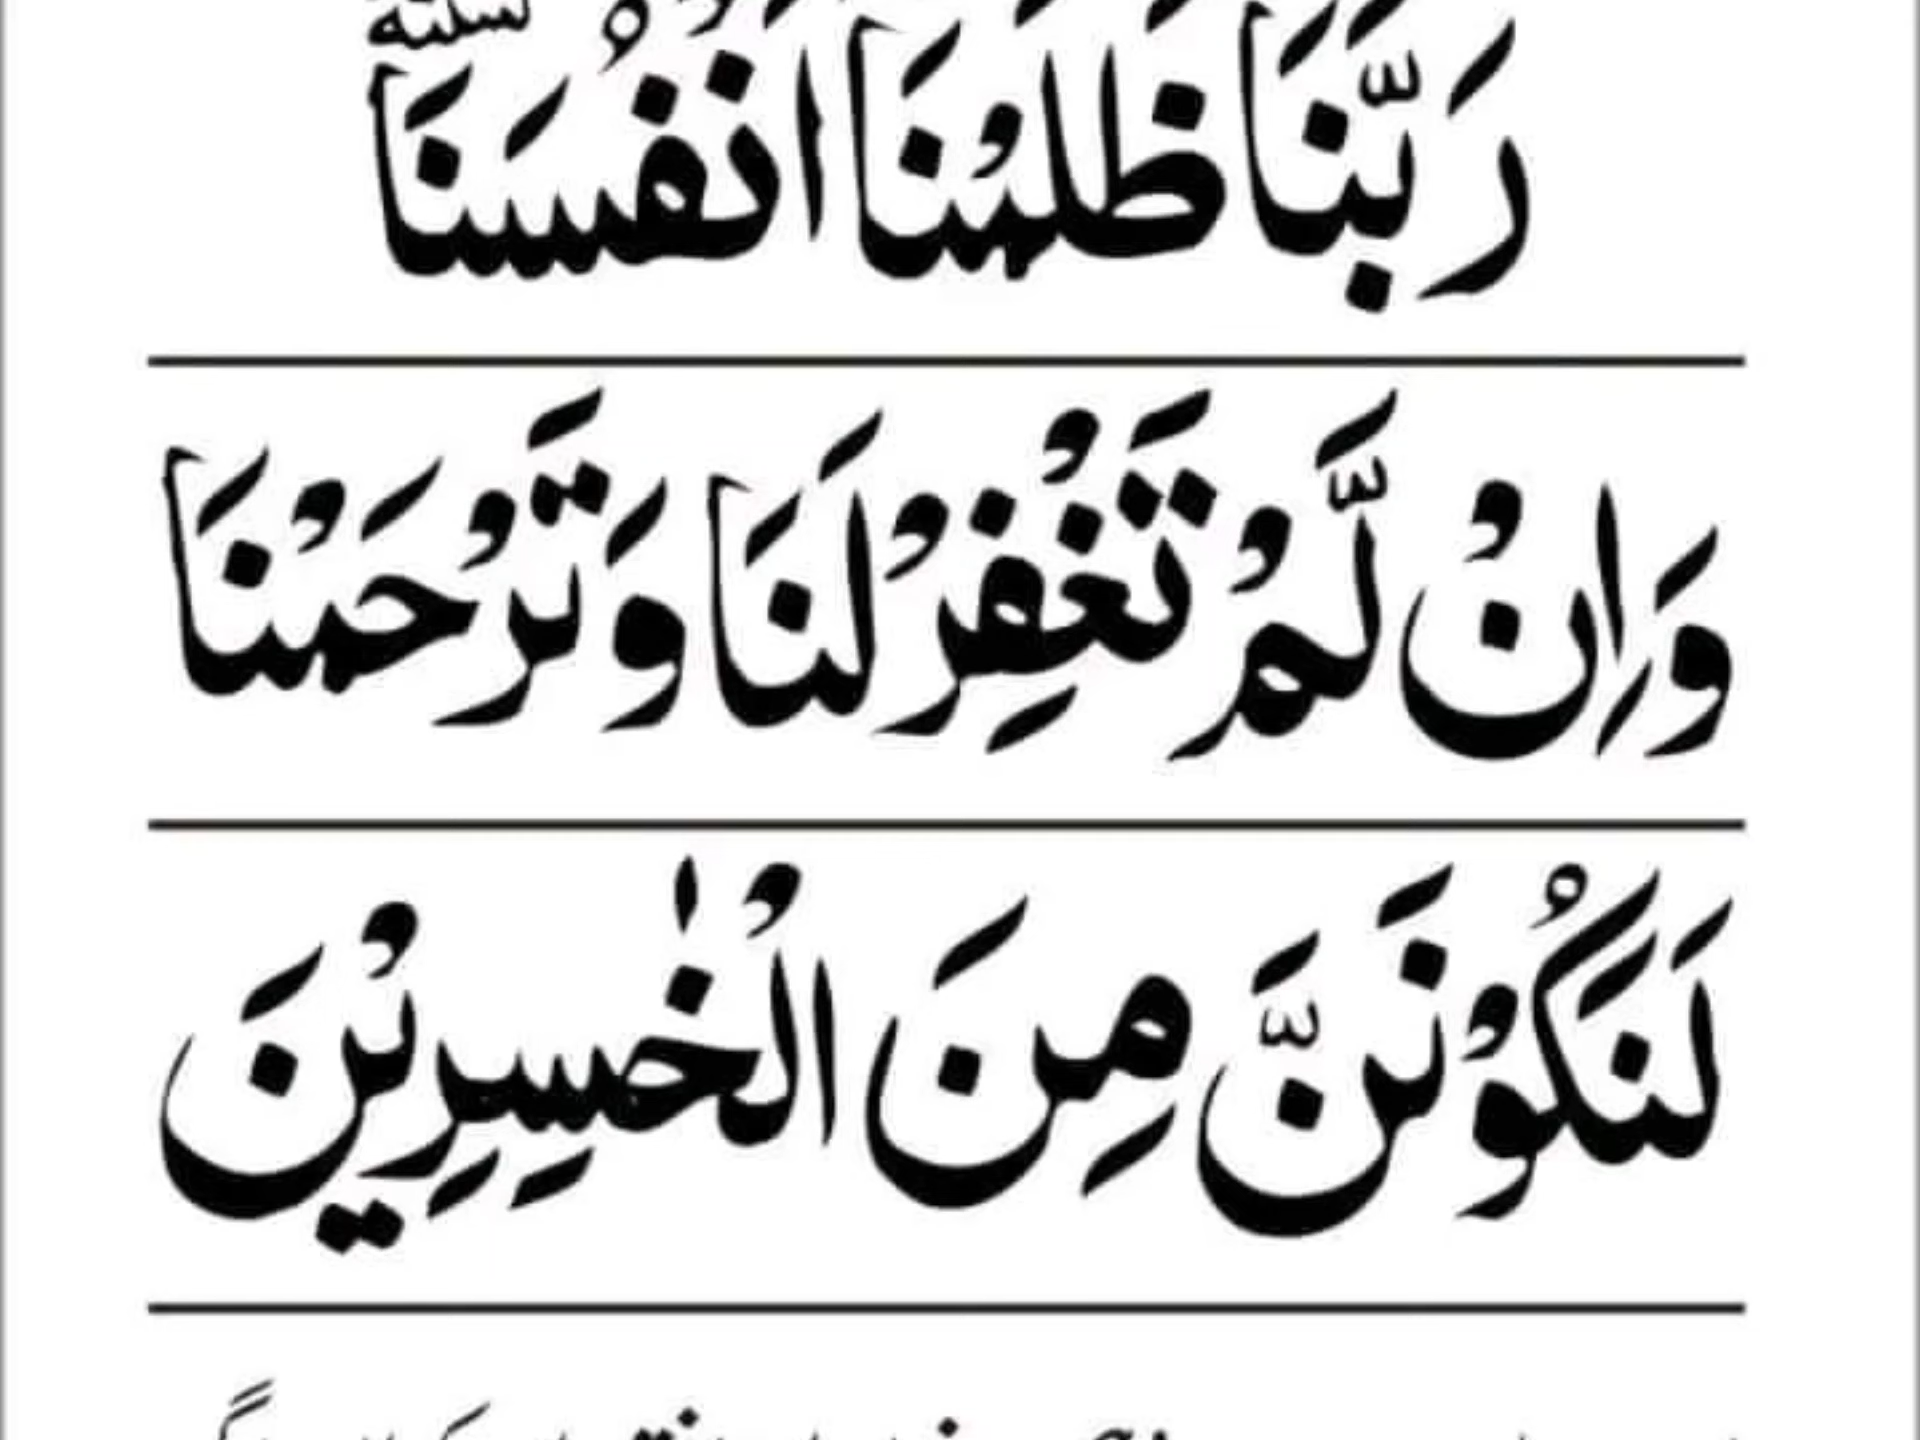 رَبَّنَا ظَلَمْنَا اَنْفُسَنَا
وَاِنْ لَّمْ تَغْفِرْ لَنَا وَتَرْحَمْنَا
لَنَكُوْنَنَّ مِنَ الْخٰسِرِيْنَ